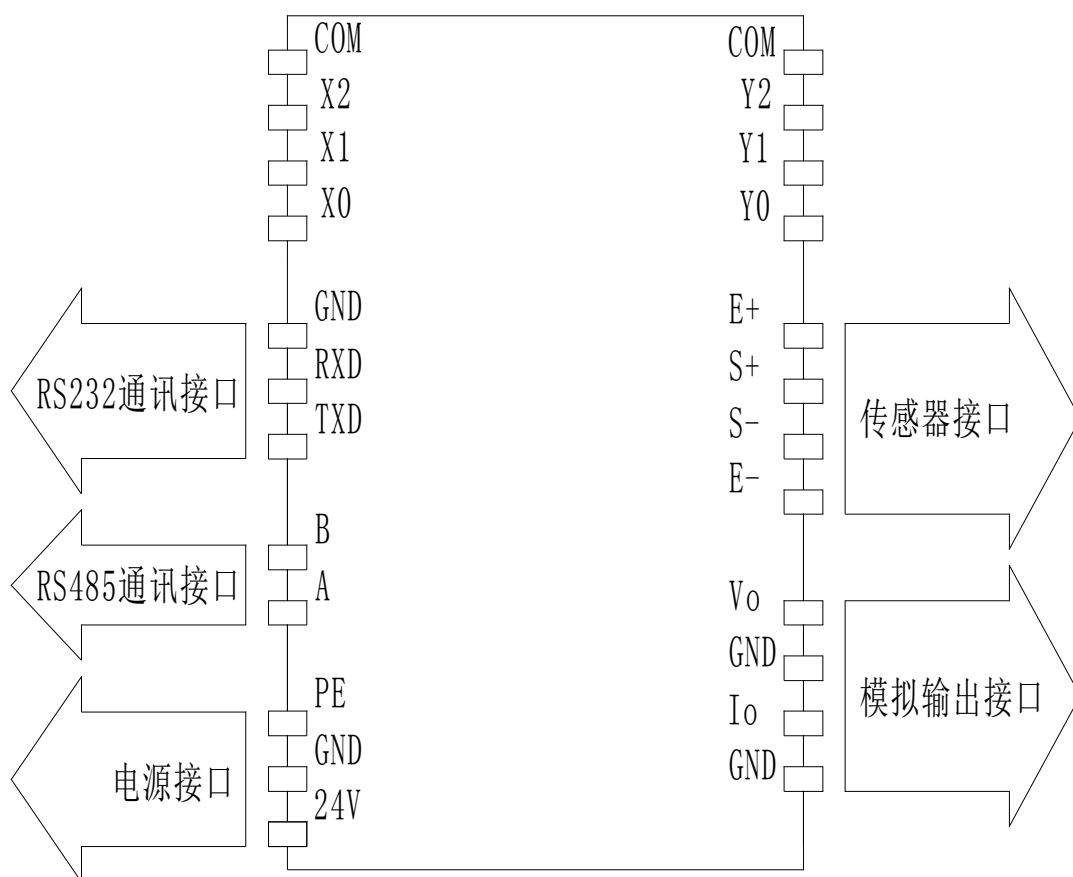 COM
X2
X1
X0
GND
RXD
TXD
RS232通讯接口
B
A
RS485通讯接口
PE
GND
24V
电源接口
COM
Y2
Y1
Y0
E+
S+
S-
E-
传感器接口
Vo
GND
Io
GND
模拟输出接口